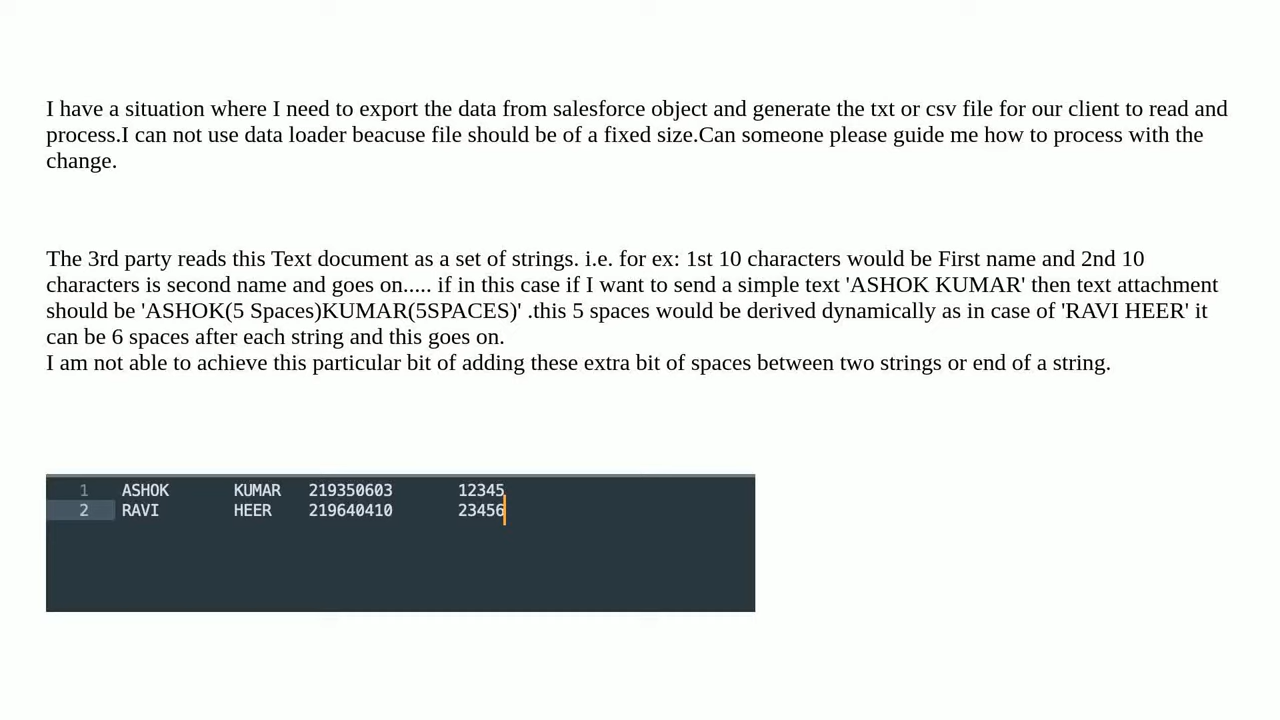 I have a situation where I need to export the data from salesforce object and generate the txt or csv file for our client to read and
process.I can not use data loader beacuse file should be of a fixed size.Can someone please guide me how to process with the
change.
The 3rd party reads this Text document as a set of strings. i.e. for ex: 1st 10 characters would be First name and 2nd 10
characters is second name and goes on..... if in this case if I want to send a simple text 'ASHOK KUMAR' then text attachment
should be 'ASHOK(5 Spaces)KUMAR(5SPACES)' .this 5 spaces would be derived dynamically as in case of 'RAVI HEER' it
can be 6 spaces after each string and this goes on.
I am not able to achieve this particular bit of adding these extra bit of spaces between two strings or end of a string.
1 ASHOK KUMAR 219350603 12345
2 RAVI HEER 219640410 23456